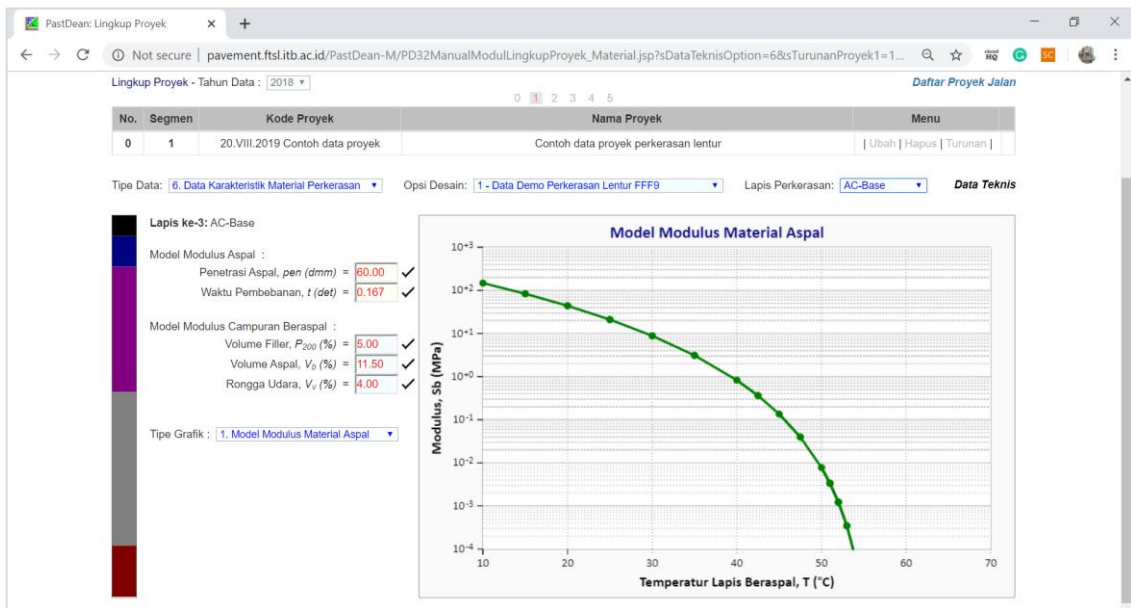 PastDean: Lingkup Proyek
Not secure | pavement.ftsl.itb.ac.id/PastDean-M/PD32ManualModulLingkupProyek_Material.jsp?sDataTeknisOption=6&sTurunanProyek1=1...
Lingkup Proyek - Tahun Data : 2018
Daftar Proyek Jalan
0 1 2 3 4 5
No. Segmen Kode Proyek Nama Proyek Menu
0 1 20.VIII.2019 Contoh data proyek Contoh data proyek perkerasan lentur | Ubah | Hapus | Turunan |
Tipe Data: 6. Data Karakteristik Material Perkerasan Opsi Desain: 1 - Data Demo Perkerasan Lentur FFF9 Lapis Perkerasan: AC-Base Data Teknis
Lapis ke-3: AC-Base
Model Modulus Aspal :
Penetrasi Aspal, pen (dmm) = 60.00
Waktu Pembebanan, t (det) = 0.167
Model Modulus Campuran Beraspal :
Volume Filler, P200 (%) = 5.00
Volume Aspal, Vb (%) = 11.50
Rongga Udara, Vv (%) = 4.00
Tipe Grafik : 1. Model Modulus Material Aspal
Model Modulus Material Aspal
Modulus, Sb (MPa)
10+3
10+2
10+1
10+0
10-1
10-2
10-3
10-4
10 20 30 40 50 60 70
Temperatur Lapis Beraspal, T (°C)